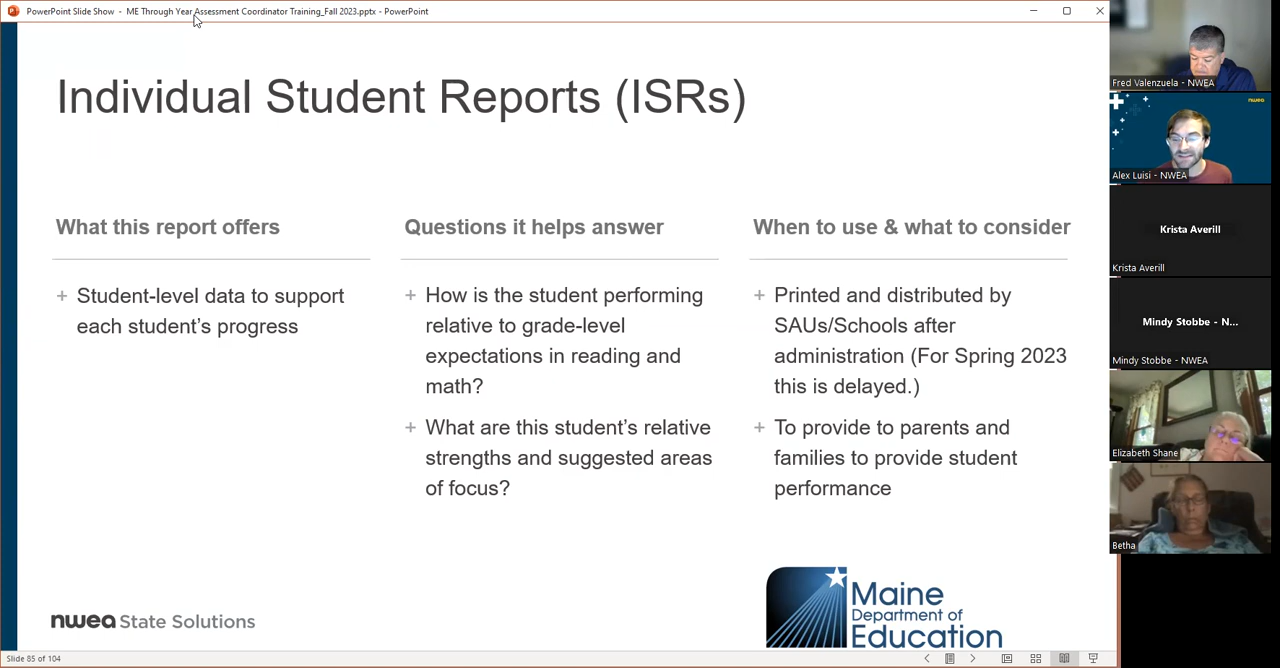 PowerPoint Slide Show - ME Through Year Assessment Coordinator Training_Fall 2023.pptx - PowerPoint
Individual Student Reports (ISRs)
What this report offers
+ Student-level data to support
each student's progress
Questions it helps answer
+ How is the student performing
relative to grade-level
expectations in reading and
math?
+ What are this student's relative
strengths and suggested areas
of focus?
When to use & what to consider
+ Printed and distributed by
SAUs/Schools after
administration (For Spring 2023
this is delayed.)
+ To provide to parents and
families to provide student
performance
nwea State Solutions
Maine
Department of
Education
Slide 85 of 104
Fred Valenzuela - NWEA
nwea
Alex Luisi - NWEA
Krista Averill
Krista Averill
Mindy Stobbe - N...
Mindy Stobbe - NWEA
Elizabeth Shane
Betha